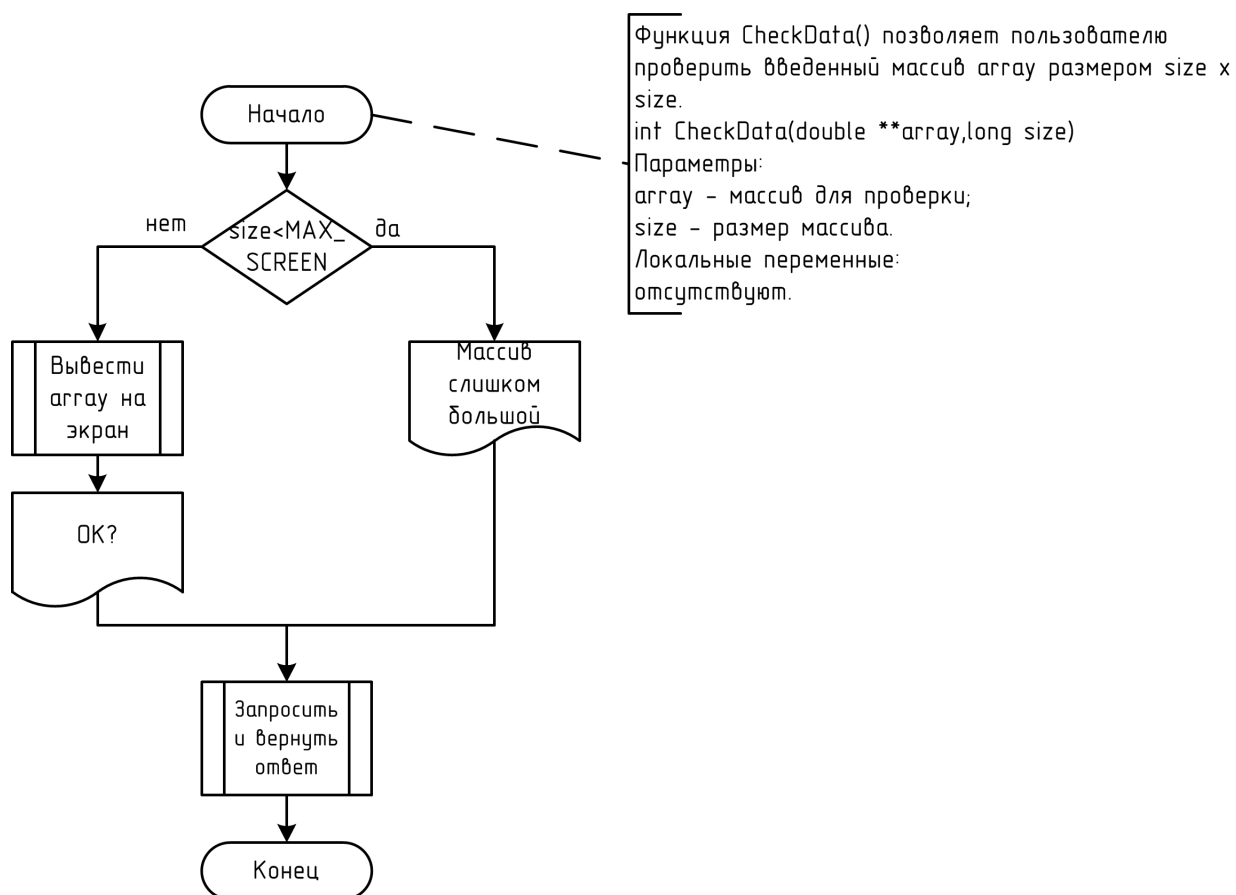 Функция CheckData() позволяет пользователю
проверить введенный массив array размером size x
size.
int CheckData(double **array,long size)
Параметры:
array – массив для проверки;
size – размер массива.
Локальные переменные:
отсутствуют.
Начало
нет
size<MAX_
SCREEN
да
Вывести
array на
экран
Массив
слишком
большой
OK?
Запросить
и вернуть
ответ
Конец